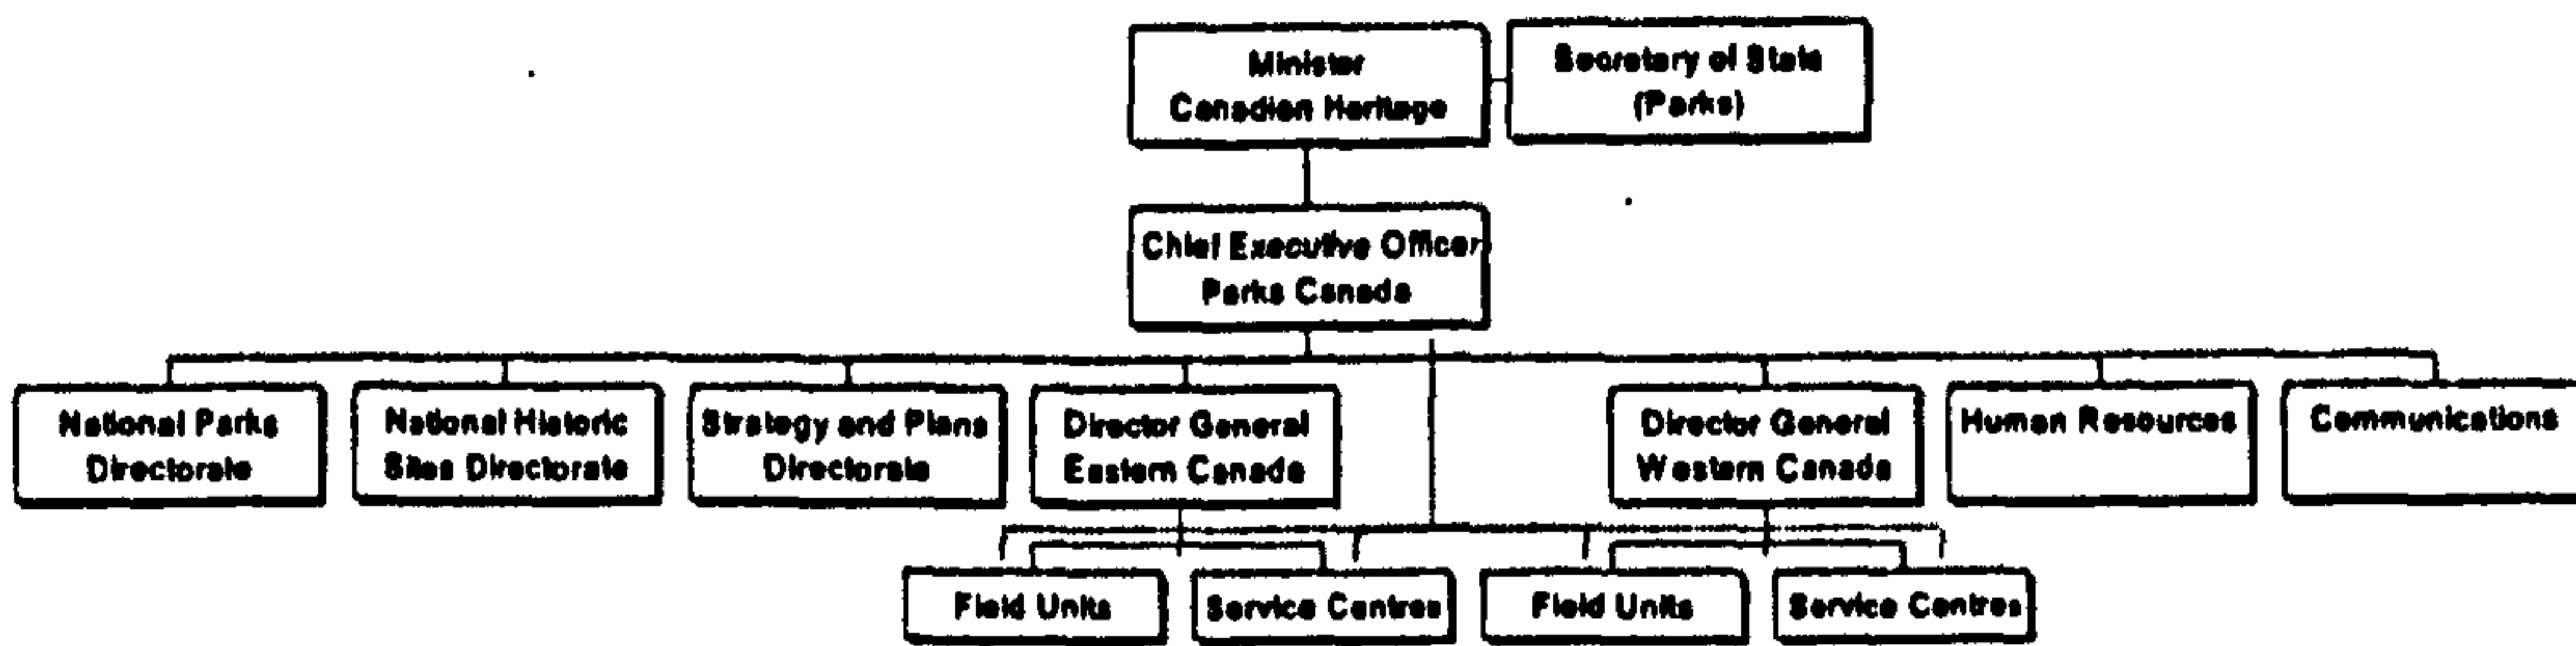 Minister
Canadian Heritage
Secretary of State
(Parks)
Chief Executive Officer
Parks Canada
National Parks
Directorate
National Historic
Sites Directorate
Strategy and Plans
Directorate
Director General
Eastern Canada
Director General
Western Canada
Human Resources
Communications
Field Units
Service Centres
Field Units
Service Centres